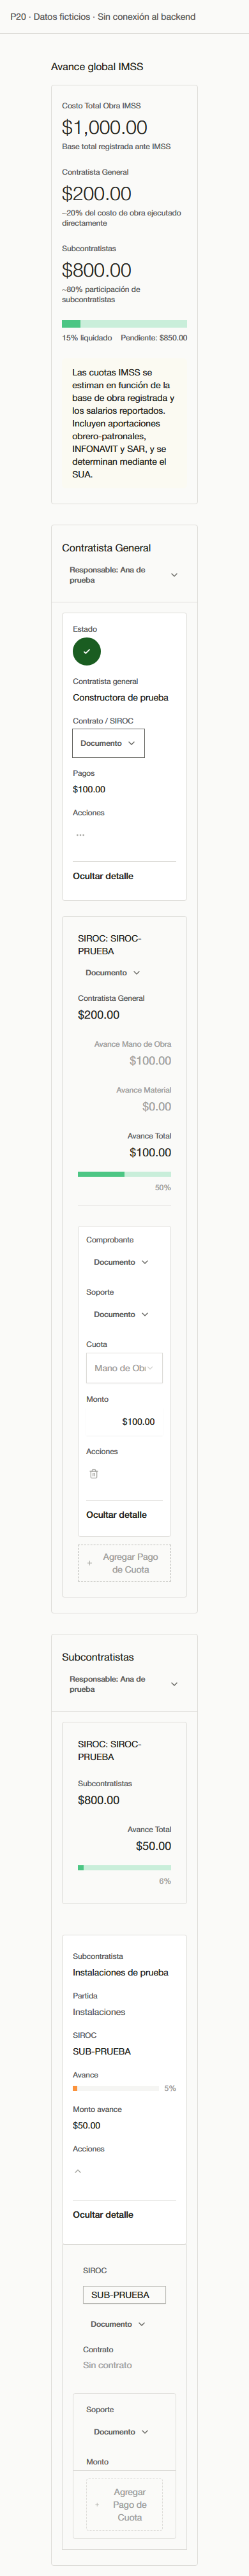 P20 · Datos ficticios · Sin conexión al backend
Avance global IMSS
Costo Total Obra IMSS
$1,000.00
Base total registrada ante IMSS
Contratista General
$200.00
~20% del costo de obra ejecutado
directamente
Subcontratistas
$800.00
~80% participación de
subcontratistas
15% liquidado Pendiente: $850.00
Las cuotas IMSS se
estiman en función de la
base de obra registrada y
los salarios reportados.
Incluyen aportaciones
obrero-patronales,
INFONAVIT y SAR, y se
determinan mediante el
SUA.
Contratista General
Responsable: Ana de
prueba
Estado
Contratista general
Constructora de prueba
Contrato / SIROC
Documento
Pagos
$100.00
Acciones
...
Ocultar detalle
SIROC: SIROC-
PRUEBA
Documento
Contratista General
$200.00
Avance Mano de Obra
$100.00
Avance Material
$0.00
Avance Total
$100.00
50%
Comprobante
Documento
Soporte
Documento
Cuota
Mano de Ob
Monto
$100.00
Acciones
Ocultar detalle
+ Agregar Pago
de Cuota
Subcontratistas
Responsable: Ana de
prueba
SIROC: SIROC-
PRUEBA
Subcontratistas
$800.00
Avance Total
$50.00
6%
Subcontratista
Instalaciones de prueba
Partida
Instalaciones
SIROC
SUB-PRUEBA
Avance
5%
Monto avance
$50.00
Acciones
Ocultar detalle
SIROC
SUB-PRUEBA
Documento
Contrato
Sin contrato
Soporte
Documento
Monto
+ Agregar
Pago de
Cuota